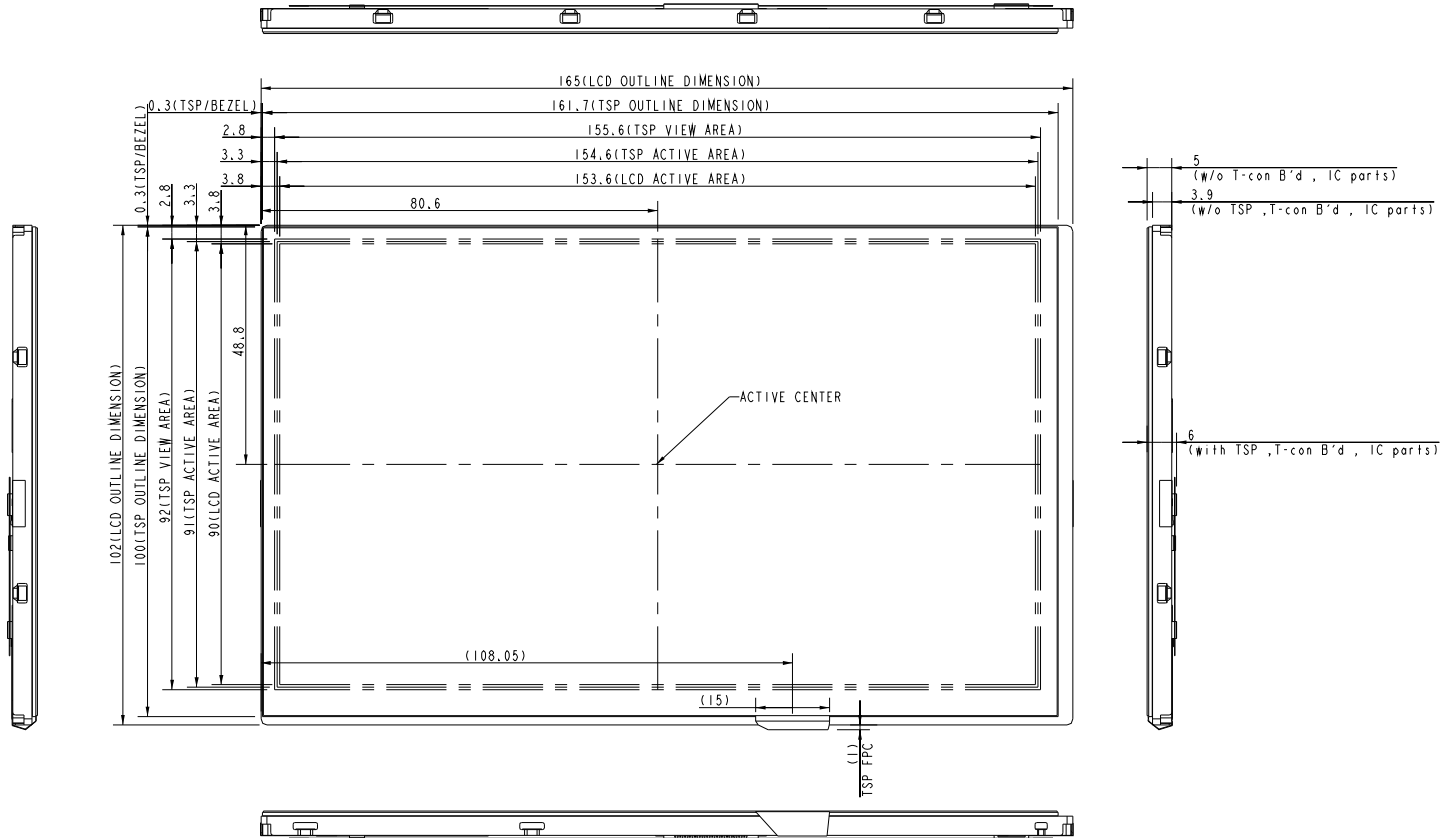 165(LCD OUTLINE DIMENSION)
0.3(TSP/BEZEL)
161.7(TSP OUTLINE DIMENSION)
2.8
155.6(TSP VIEW AREA)
3.3
154.6(TSP ACTIVE AREA)
3.8
153.6(LCD ACTIVE AREA)
80.6
0.3(TSP/BEZEL)
2.8
3.3
3.8
5
(w/o T-con B'd , IC parts)
3.9
(w/o TSP ,T-con B'd , IC parts)
48.8
102(LCD OUTLINE DIMENSION)
100(TSP OUTLINE DIMENSION)
92(TSP VIEW AREA)
91(TSP ACTIVE AREA)
90(LCD ACTIVE AREA)
ACTIVE CENTER
6
(with TSP ,T-con B'd , IC parts)
(108.05)
(15)
(1)
TSP FPC